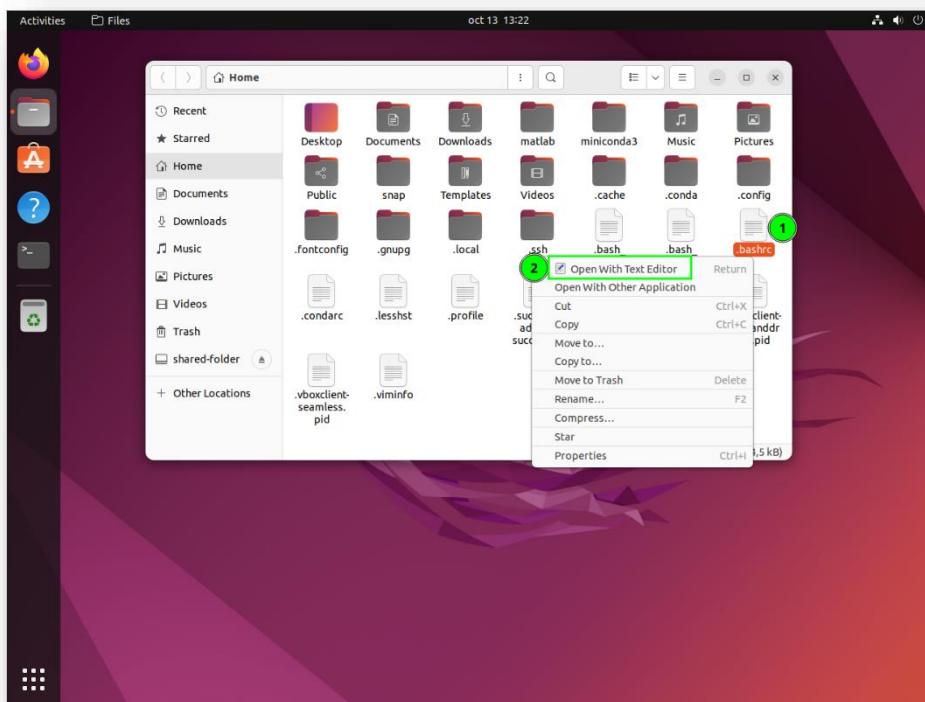 Activities Files oct 13 13:22
Home
Recent
Starred
Home
Documents
Downloads
Music
Pictures
Videos
Trash
shared-folder
+ Other Locations
Desktop Documents Downloads matlab miniconda3 Music Pictures
Public snap Templates Videos .cache .conda .config
.fontconfig .gnupg .local .ssh .bash_ .bash_ .bashrc
1
2
Open With Text Editor Return
Open With Other Application
Cut Ctrl+X
Copy Ctrl+C
Move to…
Copy to…
Move to Trash Delete
Rename… F2
Compress…
Star
Properties Ctrl+I
.condarc .lesshst .profile
.vboxclient-
seamless.
pid
.viminfo